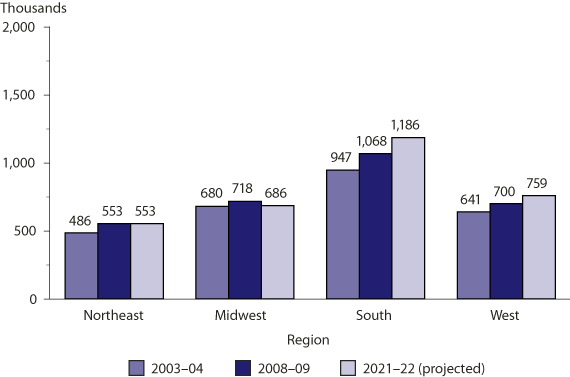 Thousands
2,000
1,500
1,000
500
0
486 553 553
680 718 686
947 1,068 1,186
641 700 759
Northeast Midwest South West
Region
2003–04 2008–09 2021–22 (projected)